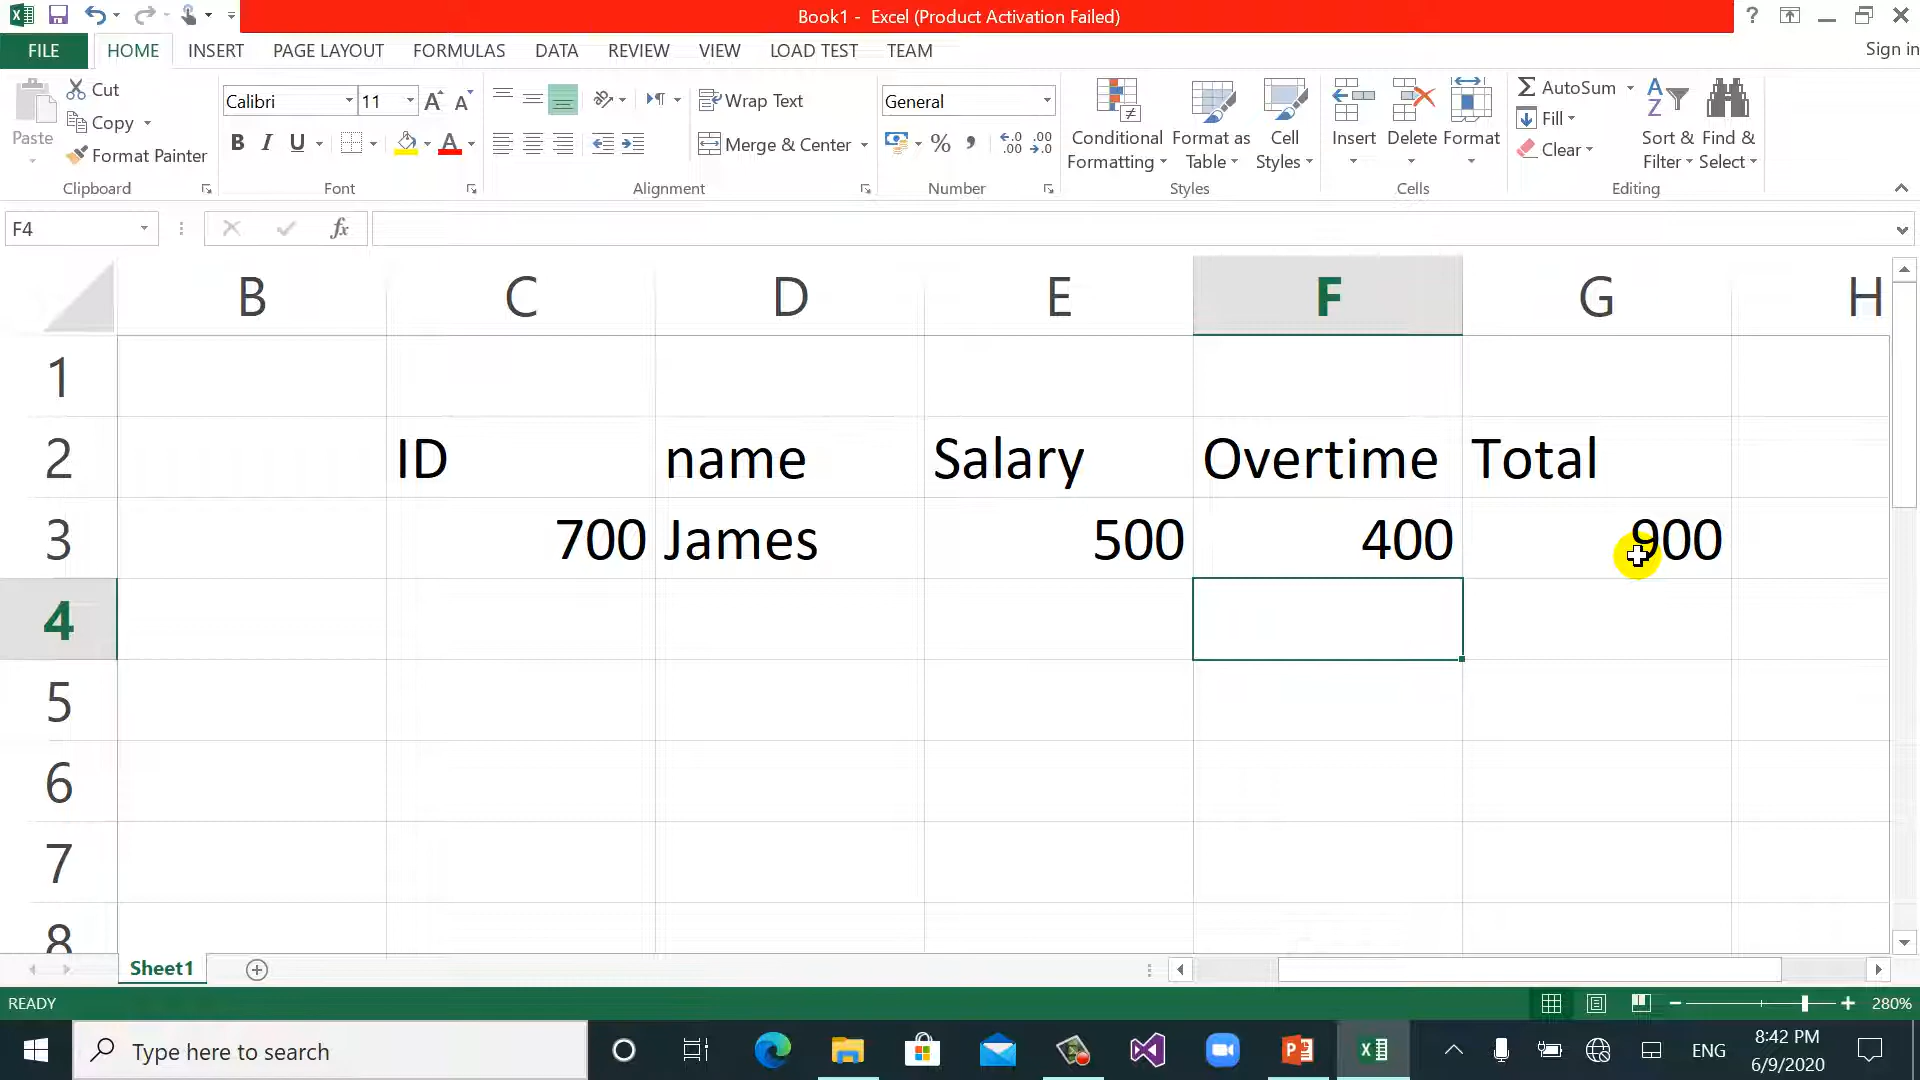 Book1 - Excel (Product Activation Failed)
FILE HOME INSERT PAGE LAYOUT FORMULAS DATA REVIEW VIEW LOAD TEST TEAM Sign in
Paste
Cut
Copy
Format Painter
Clipboard
Calibri 11
B I U
Font
Wrap Text
Merge & Center
Alignment
General
% ,
Number
Conditional Formatting
Format as Table
Cell Styles
Styles
Insert
Delete
Format
Cells
AutoSum
Fill
Clear
Sort & Filter
Find & Select
Editing
F4
fx
B C D E F G H
1
2 ID name Salary Overtime Total
3 700 James 500 400 900
4
5
6
7
8
Sheet1
READY 280%
Type here to search
ENG
8:42 PM
6/9/2020